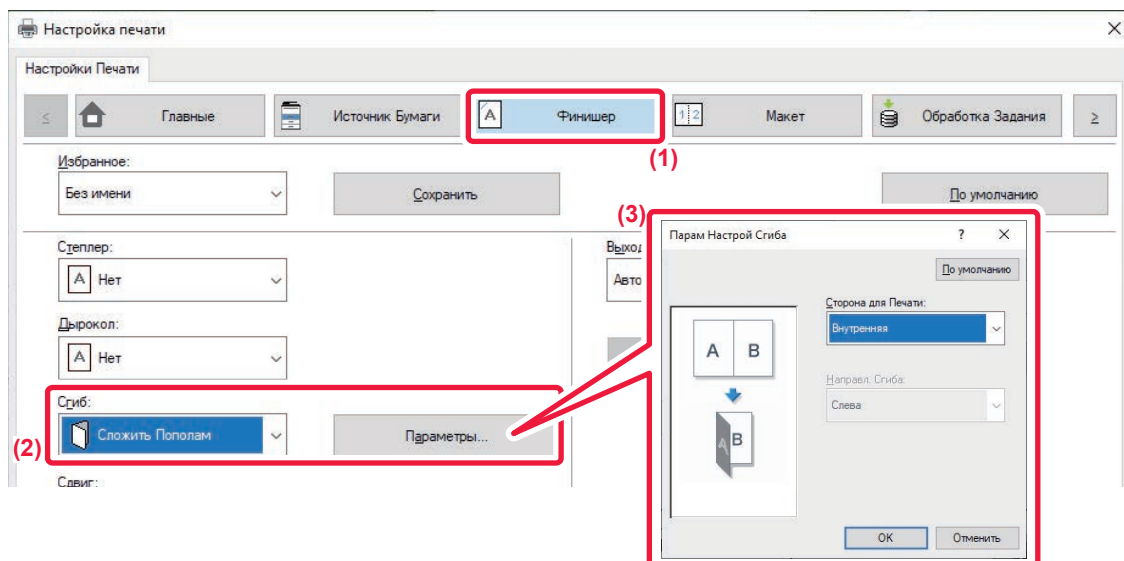 Настройка печати
Настройки Печати
<
Главные
Источник Бумаги
A
Финишер
1 2
Макет
Обработка Задания
>
(1)
Избранное:
Без имени
Сохранить
По умолчанию
Степлер:
A Нет
Дырокол:
A Нет
Сгиб:
(2)
Сложить Пополам
Параметры...
Сдвиг:
(3)
Парам Настрой Сгиба
?
По умолчанию
Сторона для Печати:
Внутренняя
Направл. Сгиба:
Слева
A B
A B
OK
Отменить